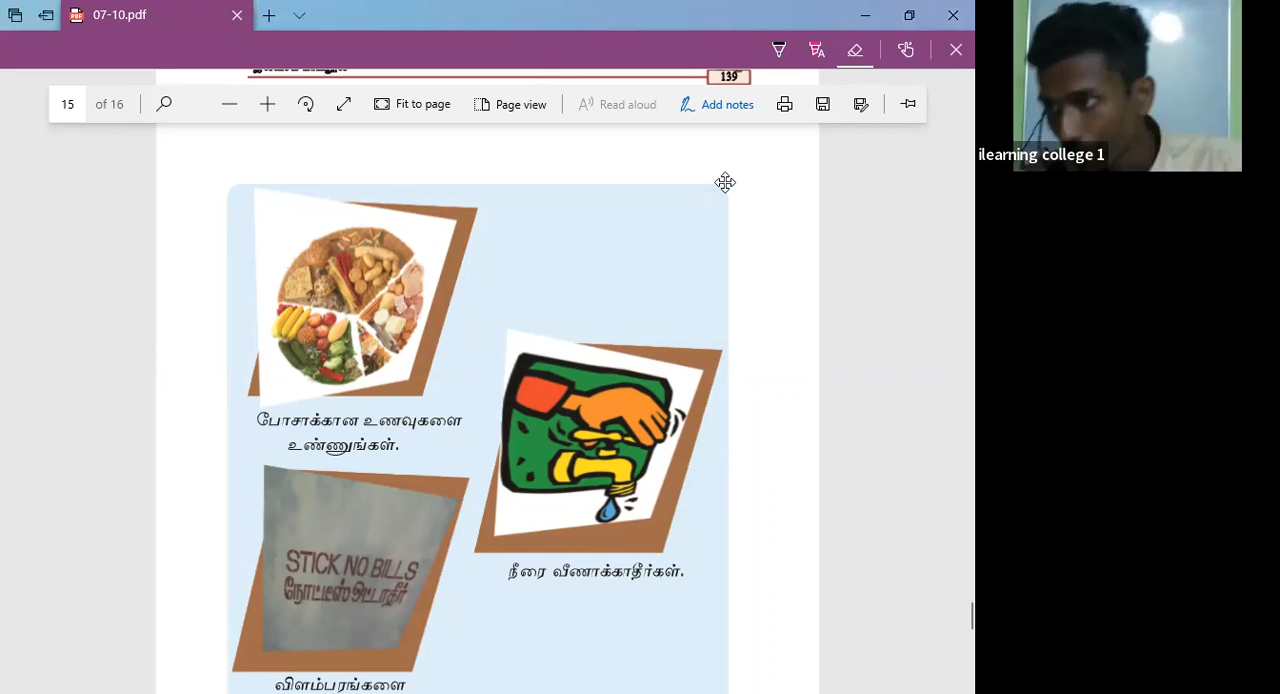 07-10.pdf
139
15 of 16
Fit to page
Page view
Read aloud
Add notes
ilearning college 1
போசாக்கான உணவுகளை
உண்ணுங்கள்.
நீரை வீணாக்காதீர்கள்.
STICK NO BILLS
நோட்டீஸ் ஒட்டாதீர்
விளம்பரங்களை